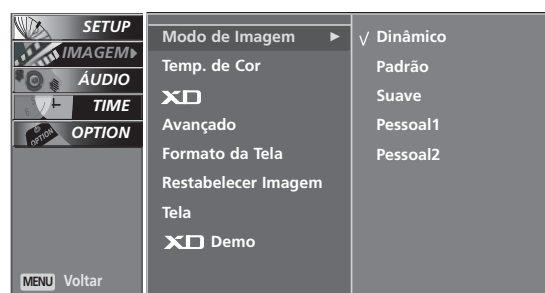 SETUP
IMAGEM
ÁUDIO
TIME
OPTION
MENU Voltar
Modo de Imagem ►
Temp. de Cor
XD
Avançado
Formato da Tela
Restabelecer Imagem
Tela
XD Demo
√ Dinâmico
Padrão
Suave
Pessoal1
Pessoal2